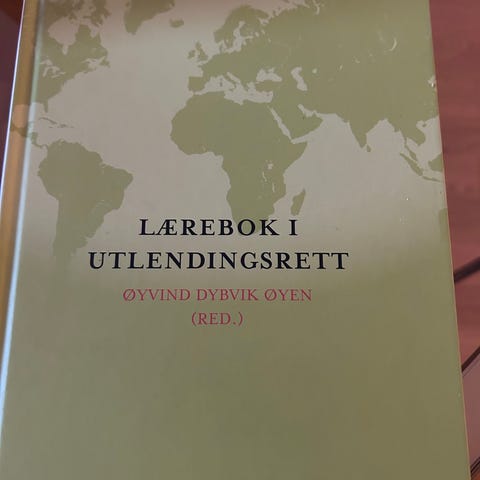 LÆREBOK I
UTLENDINGSRETT
ØYVIND DYBVIK ØYEN
(RED.)